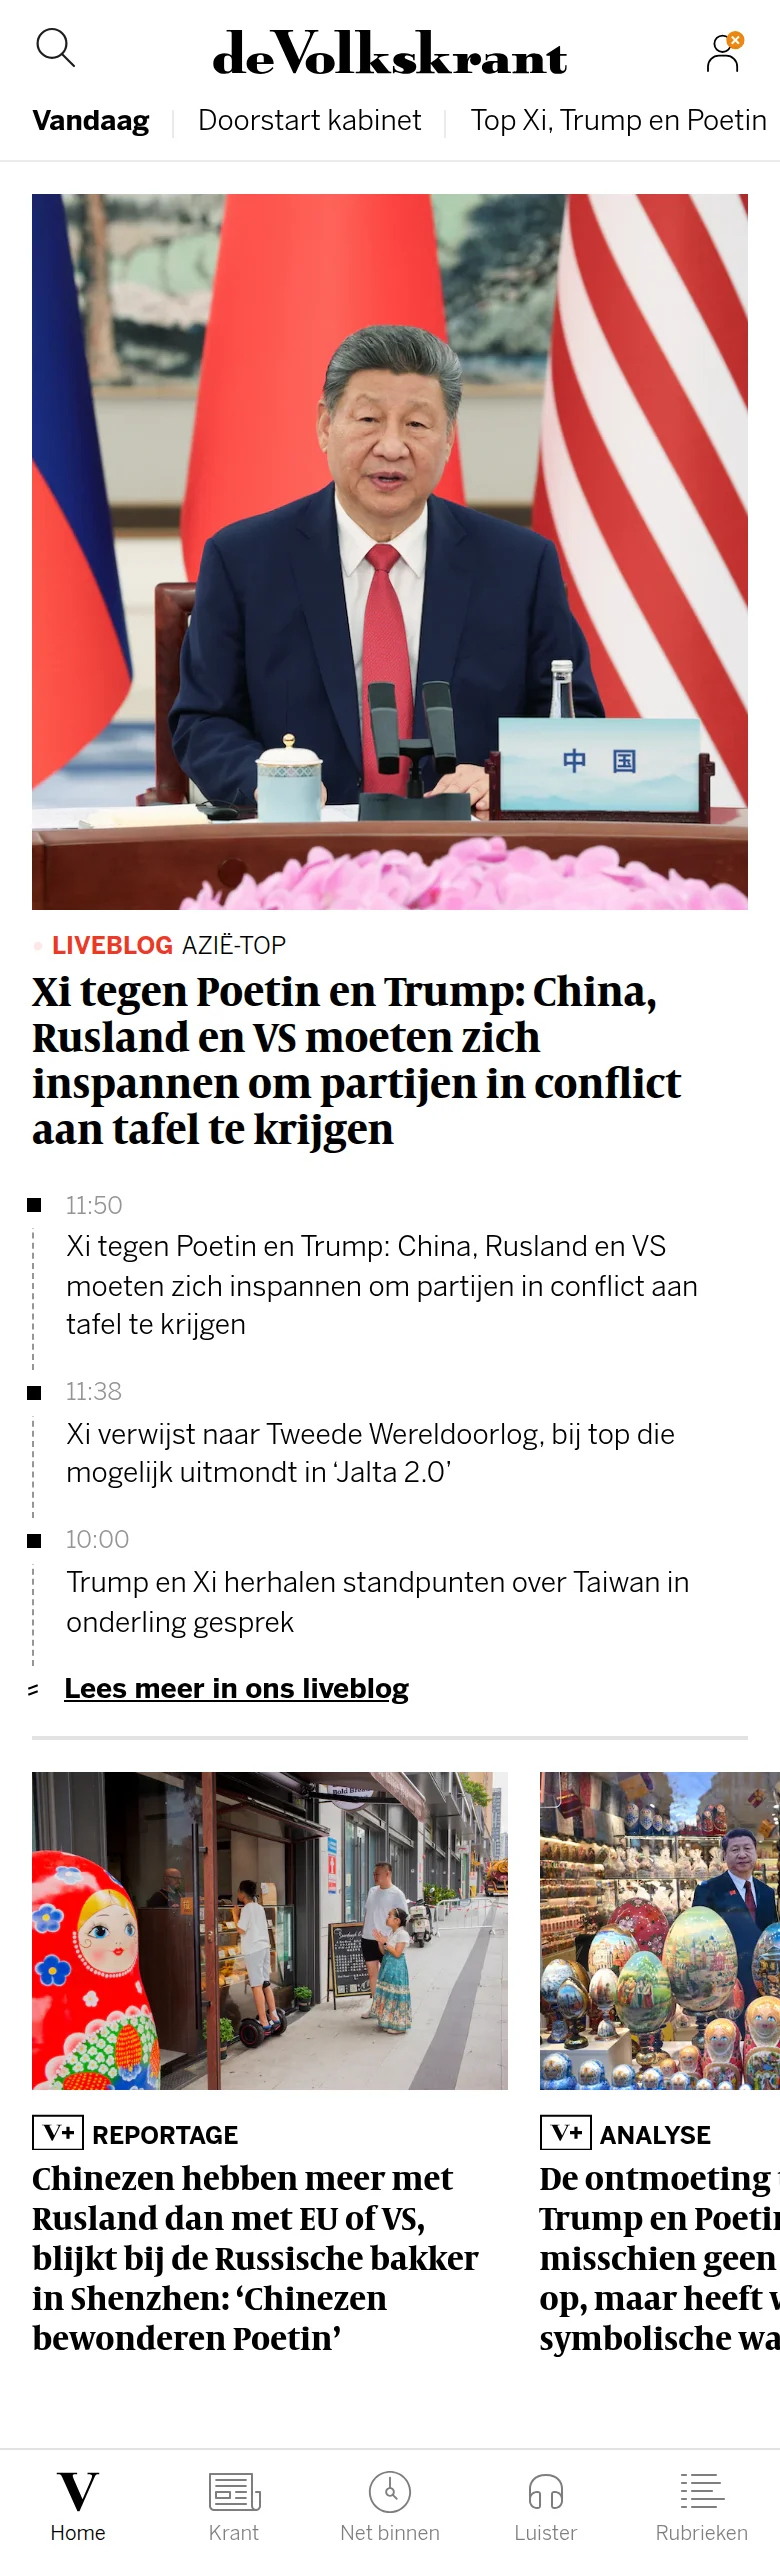 deVolkskrant
Vandaag
Doorstart kabinet
Top Xi, Trump en Poetin
中 国
LIVEBLOG AZIË-TOP
Xi tegen Poetin en Trump: China,
Rusland en VS moeten zich
inspannen om partijen in conflict
aan tafel te krijgen
11:50
Xi tegen Poetin en Trump: China, Rusland en VS
moeten zich inspannen om partijen in conflict aan
tafel te krijgen
11:38
Xi verwijst naar Tweede Wereldoorlog, bij top die
mogelijk uitmondt in ‘Jalta 2.0’
10:00
Trump en Xi herhalen standpunten over Taiwan in
onderling gesprek
Lees meer in ons liveblog
V+ REPORTAGE
Chinezen hebben meer met
Rusland dan met EU of VS,
blijkt bij de Russische bakker
in Shenzhen: ‘Chinezen
bewonderen Poetin’
V+ ANALYSE
De ontmoeting
Trump en Poetin
misschien geen
op, maar heeft
symbolische
V
Home
Krant
Net binnen
Luister
Rubrieken